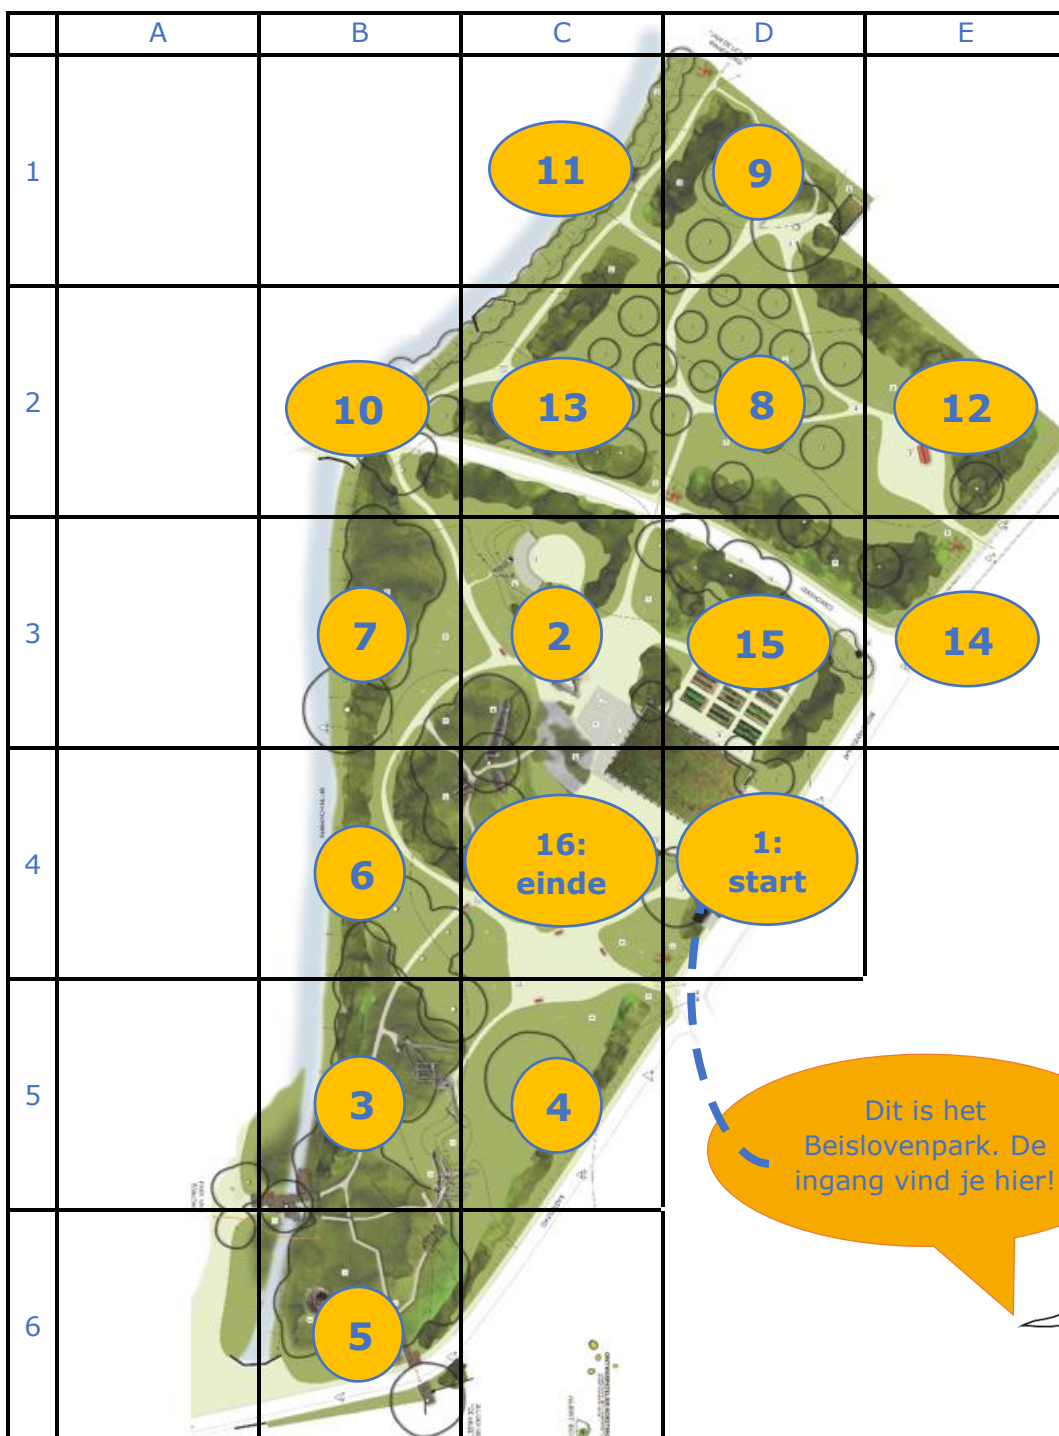 A B C D E
1 11 9
2 10 13 8 12
3 7 2 15 14
4 6 16: einde 1: start
5 3 4
Dit is het
Beislovenpark. De
ingang vind je hier!
6 5